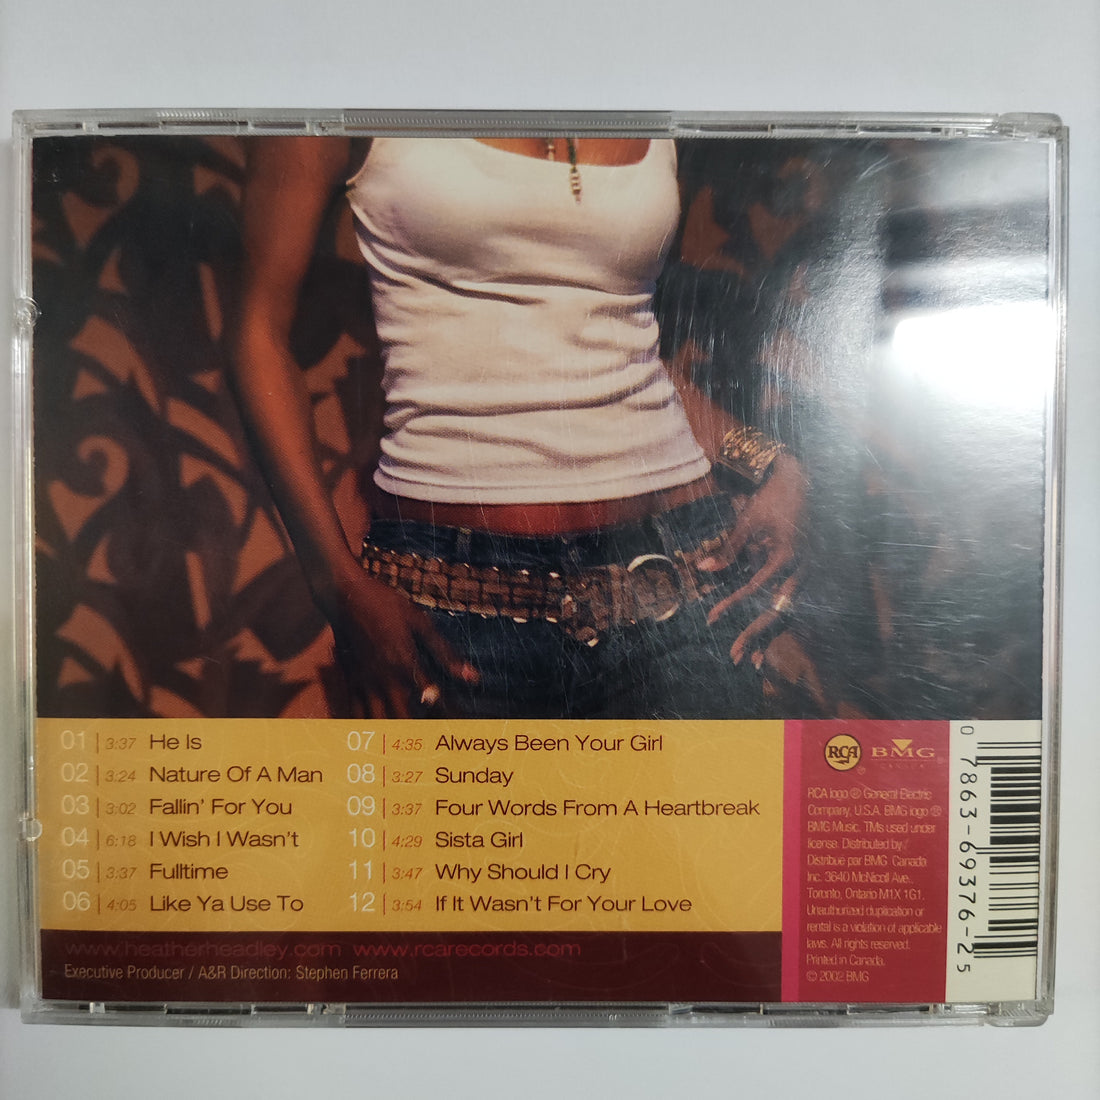 01 | 3:37 He Is
02 | 3:24 Nature Of A Man
03 | 3:02 Fallin' For You
04 | 6:18 I Wish I Wasn't
05 | 3:37 Fulltime
06 | 4:05 Like Ya Use To
07 | 4:35 Always Been Your Girl
08 | 3:27 Sunday
09 | 3:37 Four Words From A Heartbreak
10 | 4:29 Sista Girl
11 | 3:47 Why Should I Cry
12 | 3:54 If It Wasn't For Your Love
www.heatherheadley.com www.rcarecords.com
Executive Producer / A&R Direction: Stephen Ferrera
RCA ® BMG ®
CANADA
RCA logo ® General Electric
Company, U.S.A. BMG logo ®
BMG Music. TMs used under
license. Distributed by /
Distribué par BMG Canada
Inc. 3640 McNicoll Ave.,
Toronto, Ontario M1X 1G1.
Unauthorized duplication or
rental is a violation of applicable
laws. All rights reserved.
Printed in Canada.
© 2002 BMG
0 7863-69376-2 5